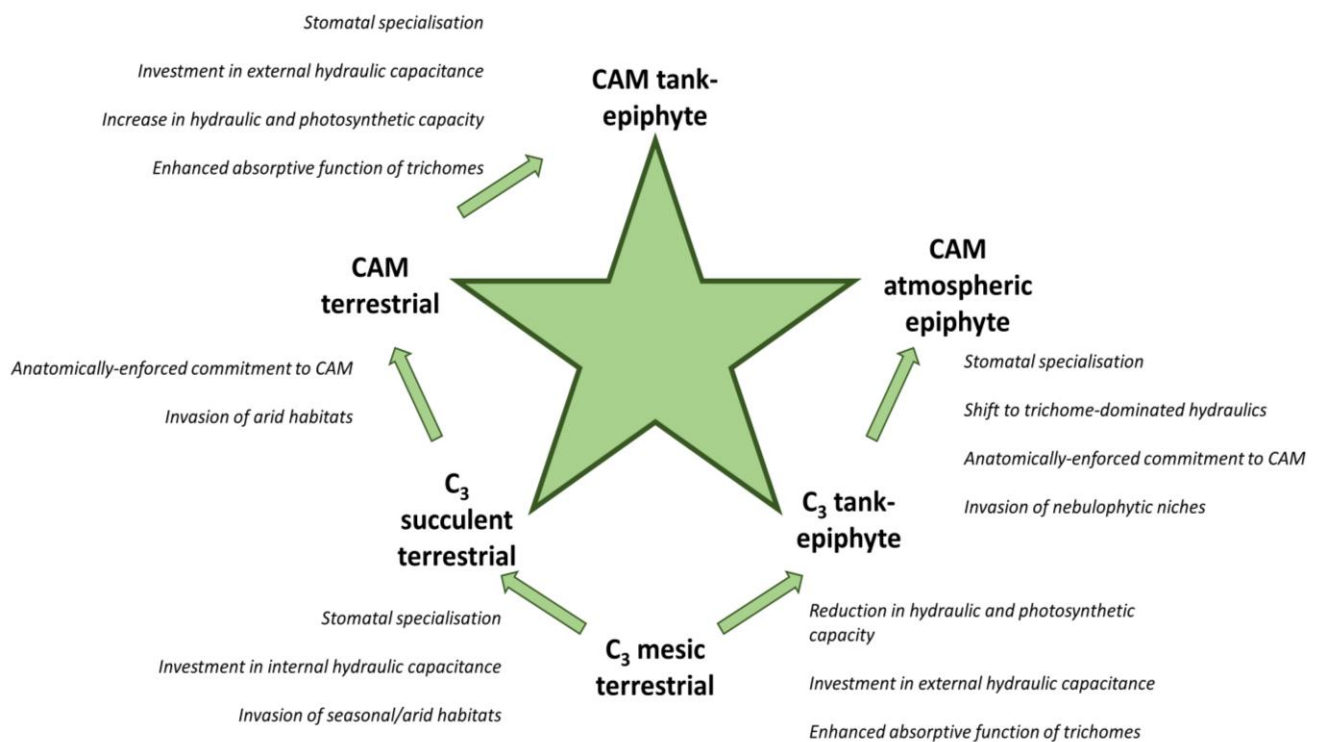 Stomatal specialisation
Investment in external hydraulic capacitance
Increase in hydraulic and photosynthetic capacity
Enhanced absorptive function of trichomes
CAM tank-
epiphyte
CAM
terrestrial
CAM
atmospheric
epiphyte
Anatomically-enforced commitment to CAM
Invasion of arid habitats
Stomatal specialisation
Shift to trichome-dominated hydraulics
Anatomically-enforced commitment to CAM
Invasion of nebulophytic niches
C₃
succulent
terrestrial
C₃ tank-
epiphyte
Stomatal specialisation
Investment in internal hydraulic capacitance
Invasion of seasonal/arid habitats
C₃ mesic
terrestrial
Reduction in hydraulic and photosynthetic
capacity
Investment in external hydraulic capacitance
Enhanced absorptive function of trichomes